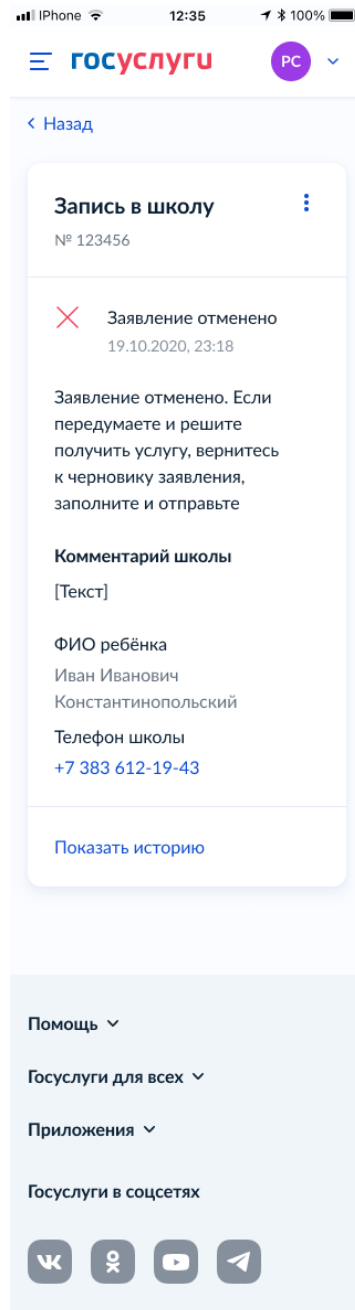 IPhone 12:35 100%
госуслуги РС
Назад
Запись в школу
№ 123456
Заявление отменено
19.10.2020, 23:18
Заявление отменено. Если
передумаете и решите
получить услугу, вернитесь
к черновику заявления,
заполните и отправьте
Комментарий школы
[Текст]
ФИО ребёнка
Иван Иванович
Константинопольский
Телефон школы
+7 383 612-19-43
Показать историю
Помощь
Госуслуги для всех
Приложения
Госуслуги в соцсетях